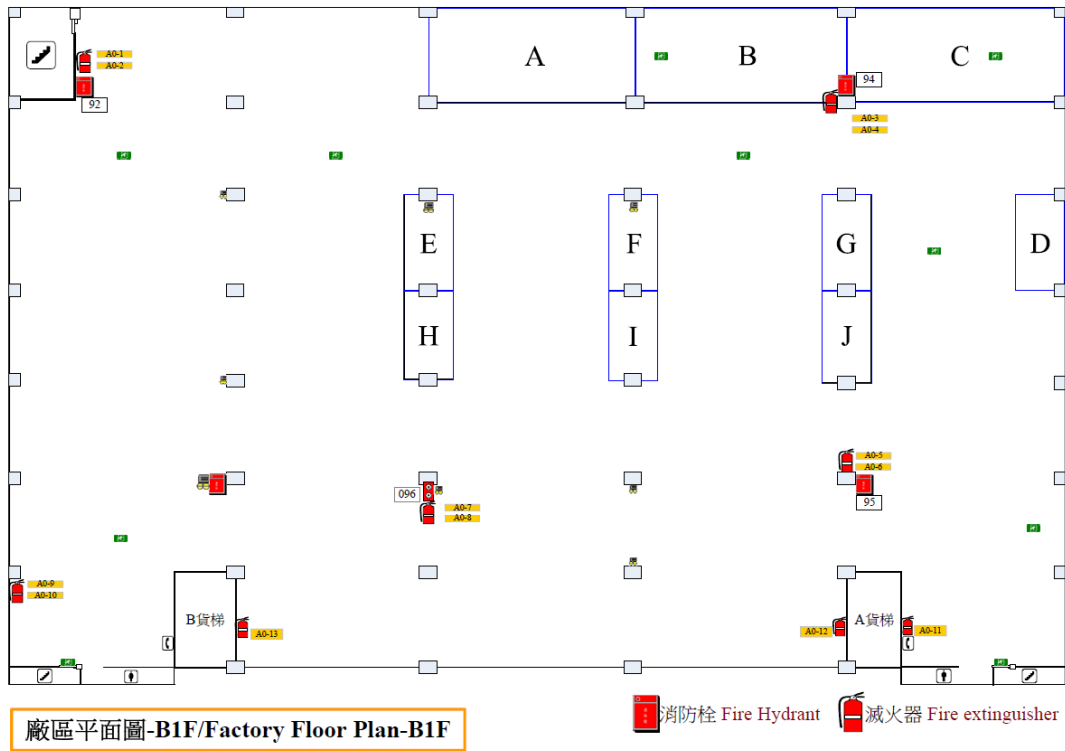 A
B
C
A0-1
A0-2
92
94
A0-3
A0-4
E
F
G
D
H
I
J
A0-5
A0-6
95
096
A0-7
A0-8
A0-9
A0-10
B貨梯
A0-13
A0-12
A貨梯
A0-11
廠區平面圖-B1F/Factory Floor Plan-B1F
消防栓 Fire Hydrant
滅火器 Fire extinguisher